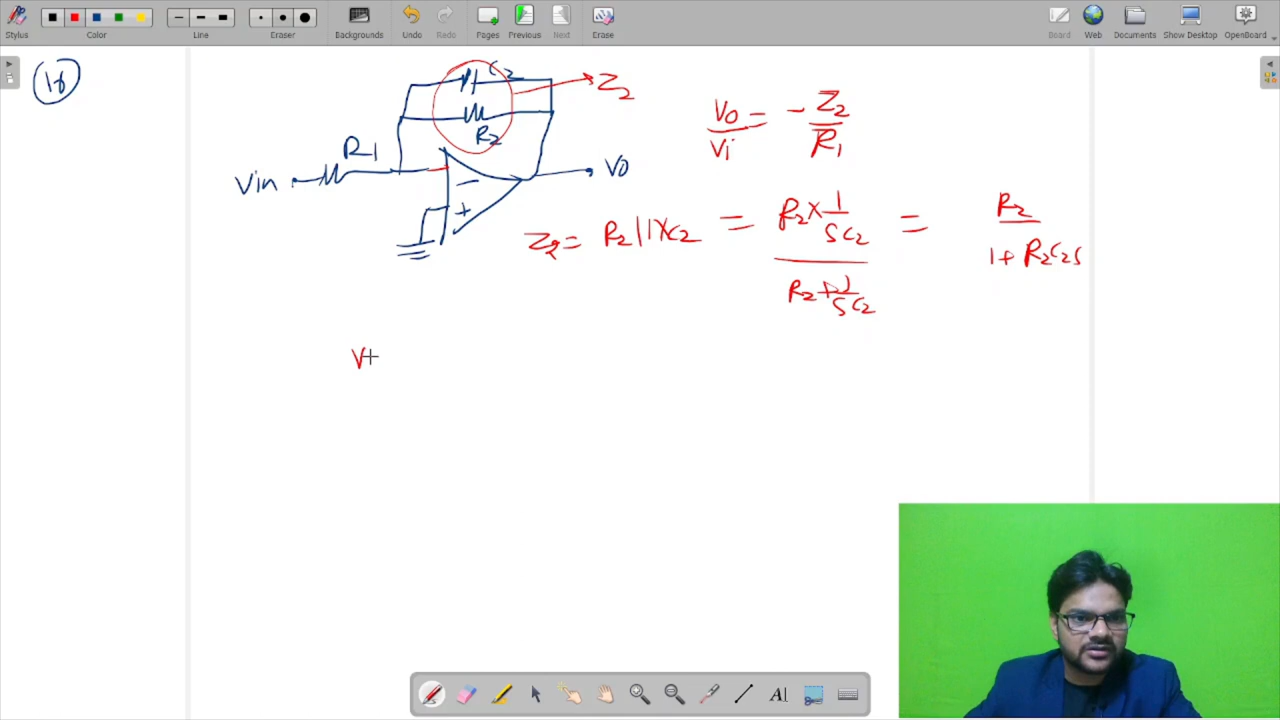 Stylus
Color
Line
Eraser
Backgrounds
Undo
Redo
Pages
Previous
Next
Erase
Board
Web
Documents
Show Desktop
OpenBoard
16
C2
Z2
R2
R1
Vin
Vo
-
+
Vo/Vi = - Z2/R1
Z2 = R2 || XC2 = (R2 × 1/SC2)/(R2 + 1/SC2) = R2/(1 + R2C2S)
V